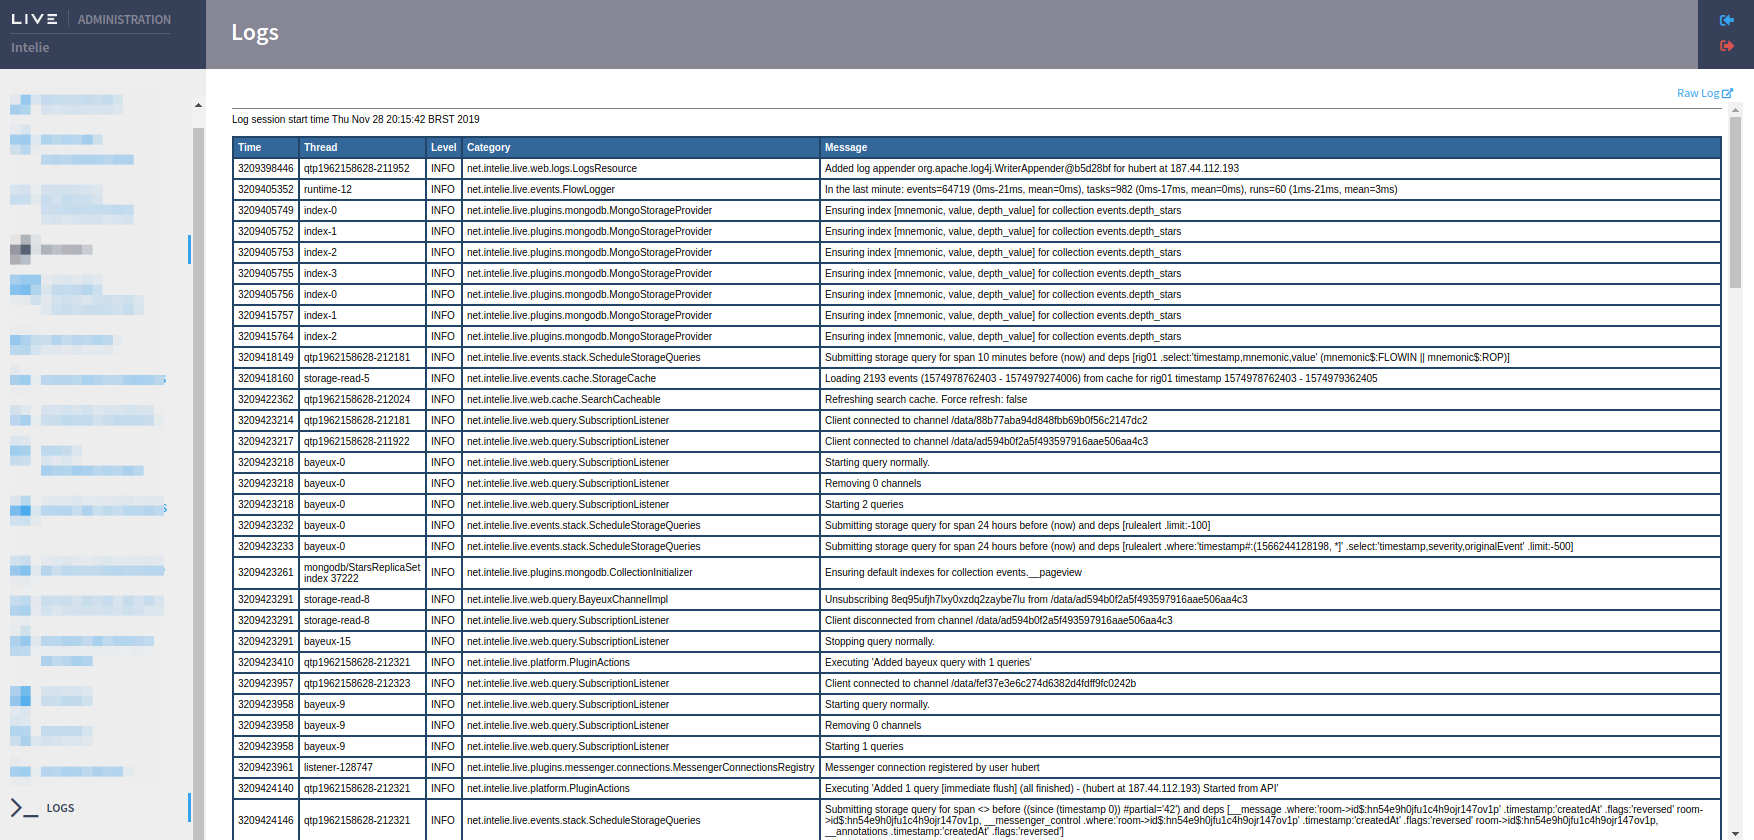 LIVE ADMINISTRATION
Intelie
Logs
Raw Log
Log session start time Thu Nov 28 20:15:42 BRST 2019
Time Thread Level Category Message
3209398446 qtp1962158628-211952 INFO net.intelie.live.web.logs.LogsResource Added log appender org.apache.log4j.WriterAppender@b5d28bf for hubert at 187.44.112.193
3209405352 runtime-12 INFO net.intelie.live.events.FlowLogger In the last minute: events=64719 (0ms-21ms, mean=0ms), tasks=982 (0ms-17ms, mean=0ms), runs=60 (1ms-21ms, mean=3ms)
3209405749 index-0 INFO net.intelie.live.plugins.mongodb.MongoStorageProvider Ensuring index [mnemonic, value, depth_value] for collection events.depth_stars
3209405752 index-1 INFO net.intelie.live.plugins.mongodb.MongoStorageProvider Ensuring index [mnemonic, value, depth_value] for collection events.depth_stars
3209405753 index-2 INFO net.intelie.live.plugins.mongodb.MongoStorageProvider Ensuring index [mnemonic, value, depth_value] for collection events.depth_stars
3209405755 index-3 INFO net.intelie.live.plugins.mongodb.MongoStorageProvider Ensuring index [mnemonic, value, depth_value] for collection events.depth_stars
3209405756 index-0 INFO net.intelie.live.plugins.mongodb.MongoStorageProvider Ensuring index [mnemonic, value, depth_value] for collection events.depth_stars
3209415757 index-1 INFO net.intelie.live.plugins.mongodb.MongoStorageProvider Ensuring index [mnemonic, value, depth_value] for collection events.depth_stars
3209415764 index-2 INFO net.intelie.live.plugins.mongodb.MongoStorageProvider Ensuring index [mnemonic, value, depth_value] for collection events.depth_stars
3209418149 qtp1962158628-212181 INFO net.intelie.live.events.stack.ScheduleStorageQueries Submitting storage query for span 10 minutes before (now) and deps [rig01 .select:'timestamp,mnemonic,value' (mnemonic$:FLOWIN || mnemonic$:ROP)]
3209418160 storage-read-5 INFO net.intelie.live.events.cache.StorageCache Loading 2193 events (1574978762403 - 1574979274006) from cache for rig01 timestamp 1574978762403 - 1574979362405
3209422362 qtp1962158628-212024 INFO net.intelie.live.web.cache.SearchCacheable Refreshing search cache. Force refresh: false
3209423214 qtp1962158628-212181 INFO net.intelie.live.web.query.SubscriptionListener Client connected to channel /data/88b77aba94d848fbb69b0f56c2147dc2
3209423217 qtp1962158628-211922 INFO net.intelie.live.web.query.SubscriptionListener Client connected to channel /data/ad594b0f2a5f493597916aae506aa4c3
3209423218 bayeux-0 INFO net.intelie.live.web.query.SubscriptionListener Starting query normally.
3209423218 bayeux-0 INFO net.intelie.live.web.query.SubscriptionListener Removing 0 channels
3209423218 bayeux-0 INFO net.intelie.live.web.query.SubscriptionListener Starting 2 queries
3209423232 bayeux-0 INFO net.intelie.live.events.stack.ScheduleStorageQueries Submitting storage query for span 24 hours before (now) and deps [rulealert .limit:-100]
3209423233 bayeux-0 INFO net.intelie.live.events.stack.ScheduleStorageQueries Submitting storage query for span 24 hours before (now) and deps [rulealert .where:'timestamp#:(1566244128198, *]' .select:'timestamp,severity,originalEvent' .limit:-500]
3209423261 mongodb/StarsReplicaSet index 37222 INFO net.intelie.live.plugins.mongodb.CollectionInitializer Ensuring default indexes for collection events.__pageview
3209423291 storage-read-8 INFO net.intelie.live.web.query.BayeuxChannelImpl Unsubscribing 8eq95ufjh7lxy0xzdq2zaybe7lu from /data/ad594b0f2a5f493597916aae506aa4c3
3209423291 storage-read-8 INFO net.intelie.live.web.query.SubscriptionListener Client disconnected from channel /data/ad594b0f2a5f493597916aae506aa4c3
3209423291 bayeux-15 INFO net.intelie.live.web.query.SubscriptionListener Stopping query normally.
3209423410 qtp1962158628-212321 INFO net.intelie.live.platform.PluginActions Executing 'Added bayeux query with 1 queries'
3209423957 qtp1962158628-212323 INFO net.intelie.live.web.query.SubscriptionListener Client connected to channel /data/fef37e3e6c274d6382d4fdff9fc0242b
3209423958 bayeux-9 INFO net.intelie.live.web.query.SubscriptionListener Starting query normally.
3209423958 bayeux-9 INFO net.intelie.live.web.query.SubscriptionListener Removing 0 channels
3209423958 bayeux-9 INFO net.intelie.live.web.query.SubscriptionListener Starting 1 queries
3209423961 listener-128747 INFO net.intelie.live.plugins.messenger.connections.MessengerConnectionsRegistry Messenger connection registered by user hubert
3209424140 qtp1962158628-212321 INFO net.intelie.live.platform.PluginActions Executing 'Added 1 query [immediate flush] (all finished) - (hubert at 187.44.112.193) Started from API'
3209424146 qtp1962158628-212321 INFO net.intelie.live.events.stack.ScheduleStorageQueries Submitting storage query for span <> before ((since (timestamp 0)) #partial='42') and deps [__message .where:'room->id$:hn54e9h0jfu1c4h9ojr147ov1p' .timestamp:'createdAt' .flags:'reversed' room-
>id$:hn54e9h0jfu1c4h9ojr147ov1p, __messenger_control .where:'room->id$:hn54e9h0jfu1c4h9ojr147ov1p' .timestamp:'createdAt' .flags:'reversed' room->id$:hn54e9h0jfu1c4h9ojr147ov1p,
__annotations .timestamp:'createdAt' .flags:'reversed']
LOGS